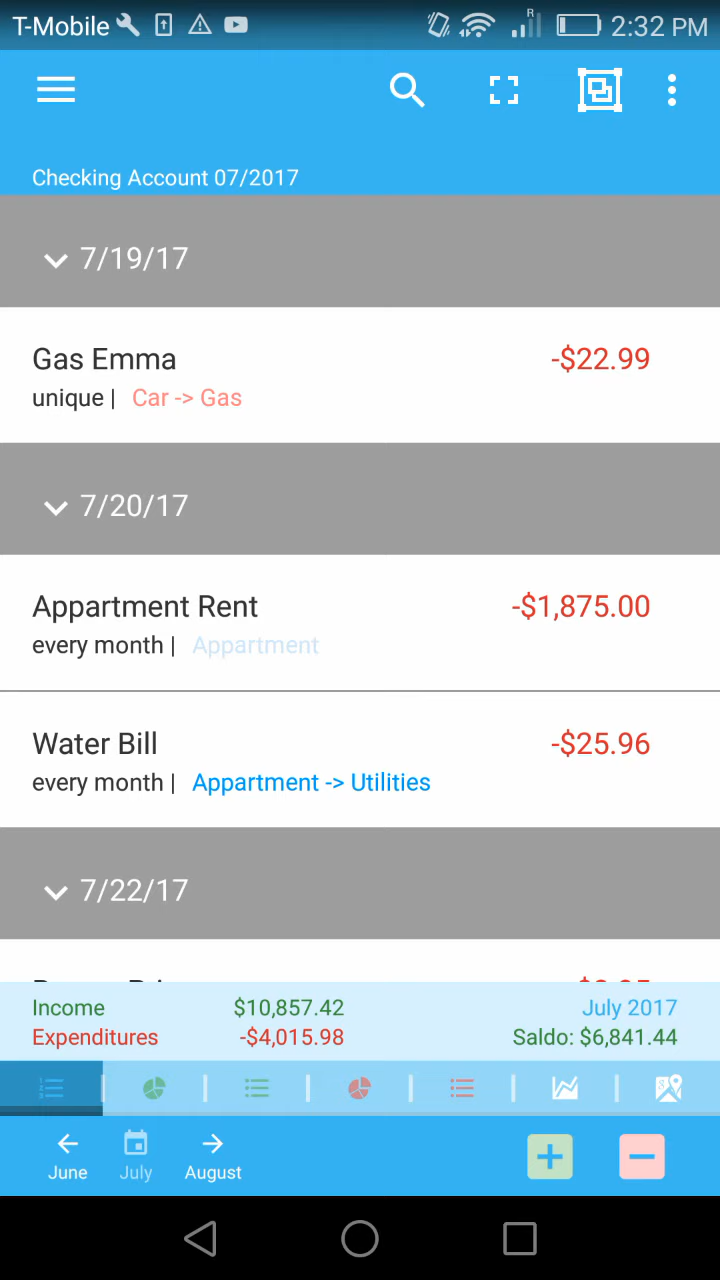 T-Mobile R 2:32 PM
Checking Account 07/2017
7/19/17
Gas Emma -$22.99
unique | Car -> Gas
7/20/17
Appartment Rent -$1,875.00
every month | Appartment
Water Bill -$25.96
every month | Appartment -> Utilities
7/22/17
Income $10,857.42 July 2017
Expenditures -$4,015.98 Saldo: $6,841.44
June July August